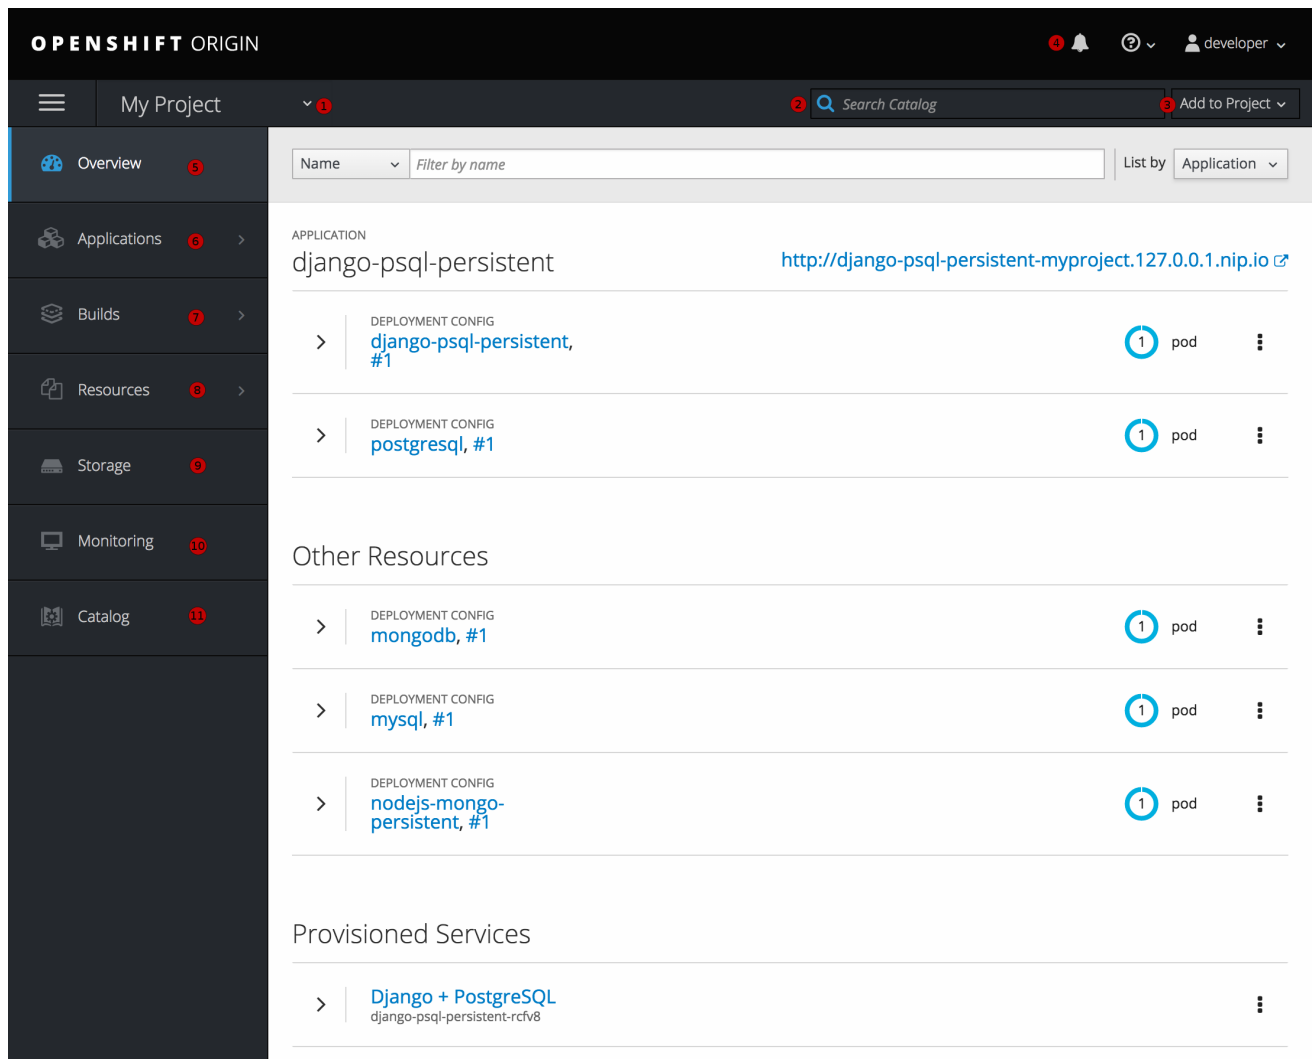 OPENSHIFT ORIGIN
4
developer
My Project
1
2
Search Catalog
3
Add to Project
Overview
5
Name
Filter by name
List by
Application
Applications
6
APPLICATION
django-psql-persistent
http://django-psql-persistent-myproject.127.0.0.1.nip.io
Builds
7
DEPLOYMENT CONFIG
django-psql-persistent,
#1
1 pod
Resources
8
DEPLOYMENT CONFIG
postgresql, #1
1 pod
Storage
9
Monitoring
10
Other Resources
Catalog
11
DEPLOYMENT CONFIG
mongodb, #1
1 pod
DEPLOYMENT CONFIG
mysql, #1
1 pod
DEPLOYMENT CONFIG
nodejs-mongo-
persistent, #1
1 pod
Provisioned Services
Django + PostgreSQL
django-psql-persistent-rcfv8